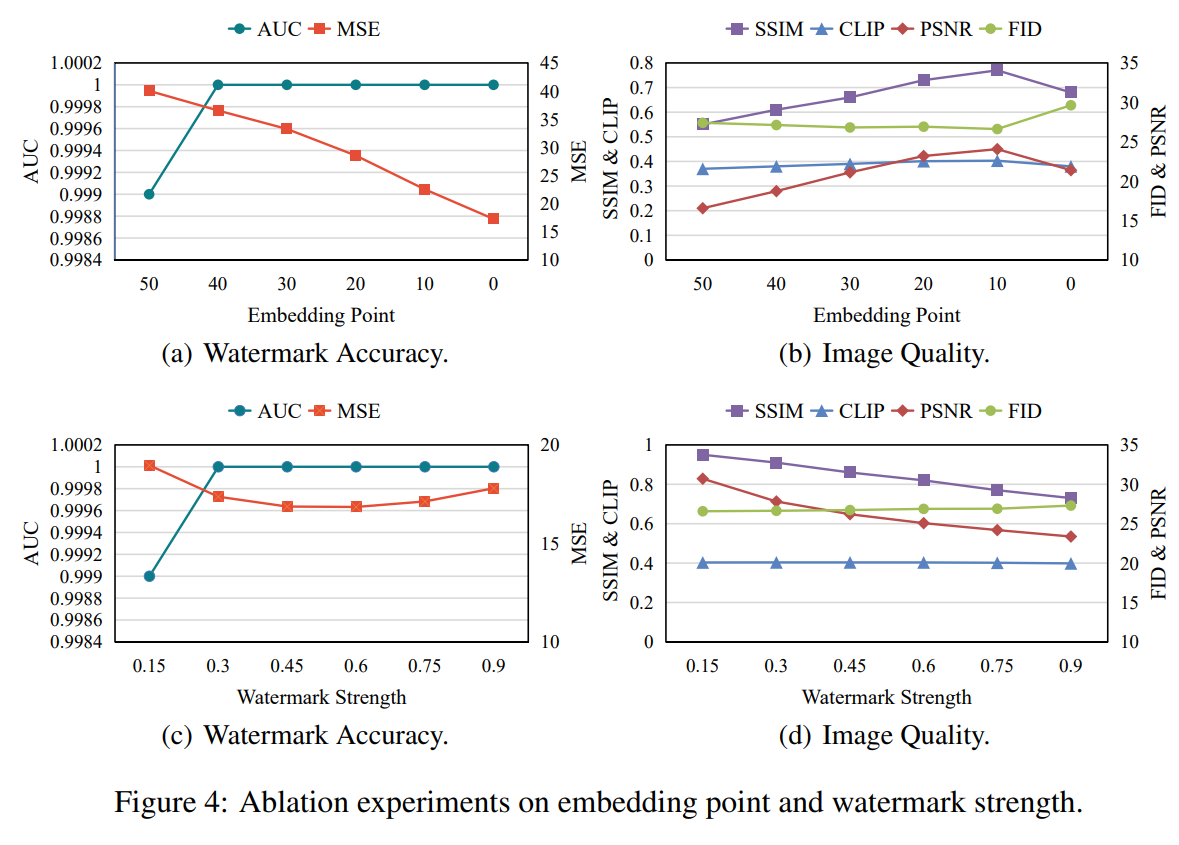 AUC MSE
1.0002
1
0.9998
0.9996
0.9994
0.9992
0.999
0.9988
0.9986
0.9984
AUC
45
40
35
30
25
20
15
10
MSE
50 40 30 20 10 0
Embedding Point
(a) Watermark Accuracy.
SSIM CLIP PSNR FID
0.8
0.7
0.6
0.5
0.4
0.3
0.2
0.1
0
SSIM & CLIP
35
30
25
20
15
10
FID & PSNR
50 40 30 20 10 0
Embedding Point
(b) Image Quality.
AUC MSE
1.0002
1
0.9998
0.9996
0.9994
0.9992
0.999
0.9988
0.9986
0.9984
AUC
20
15
10
MSE
0.15 0.3 0.45 0.6 0.75 0.9
Watermark Strength
(c) Watermark Accuracy.
SSIM CLIP PSNR FID
1
0.8
0.6
0.4
0.2
0
SSIM & CLIP
35
30
25
20
15
10
FID & PSNR
0.15 0.3 0.45 0.6 0.75 0.9
Watermark Strength
(d) Image Quality.
Figure 4: Ablation experiments on embedding point and watermark strength.